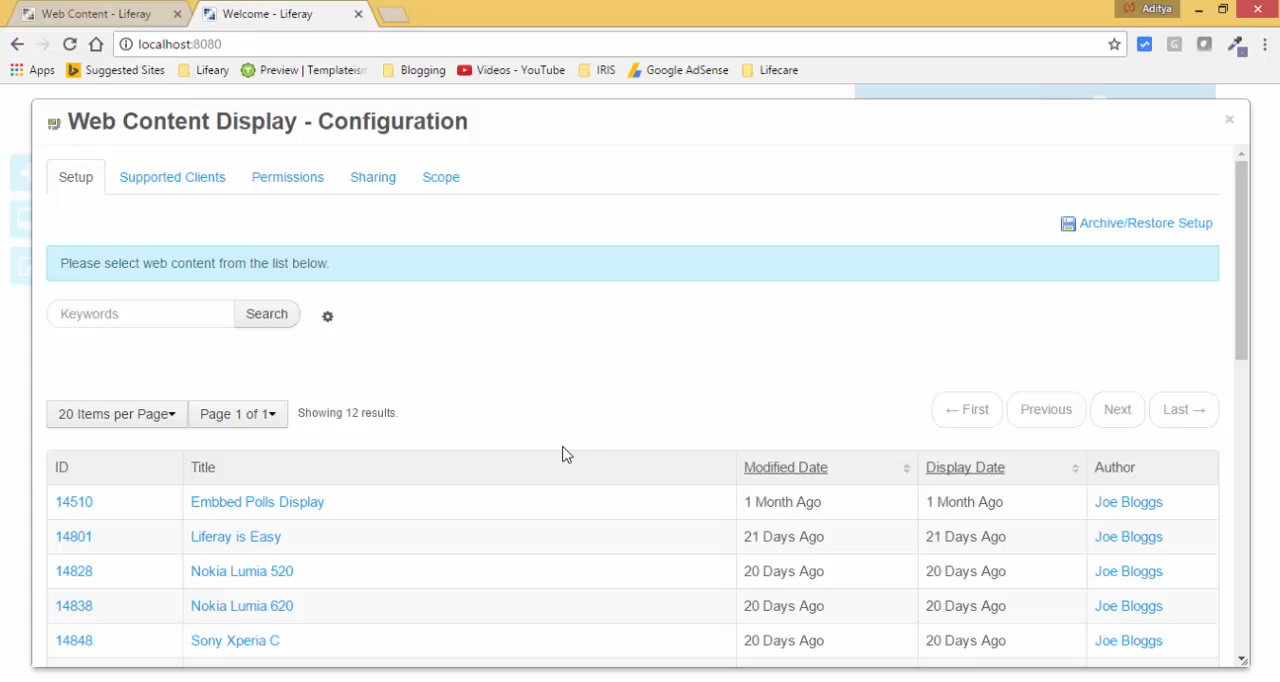 Web Content - Liferay
Welcome - Liferay
Aditya
localhost:8080
Apps Suggested Sites Lifeary Preview | Templateism Blogging Videos - YouTube IRIS Google AdSense Lifecare
Web Content Display - Configuration
Setup Supported Clients Permissions Sharing Scope
Archive/Restore Setup
Please select web content from the list below.
Keywords Search
20 Items per Page Page 1 of 1 Showing 12 results. ← First Previous Next Last →
ID Title Modified Date Display Date Author
14510 Embbed Polls Display 1 Month Ago 1 Month Ago Joe Bloggs
14801 Liferay is Easy 21 Days Ago 21 Days Ago Joe Bloggs
14828 Nokia Lumia 520 20 Days Ago 20 Days Ago Joe Bloggs
14838 Nokia Lumia 620 20 Days Ago 20 Days Ago Joe Bloggs
14848 Sony Xperia C 20 Days Ago 20 Days Ago Joe Bloggs